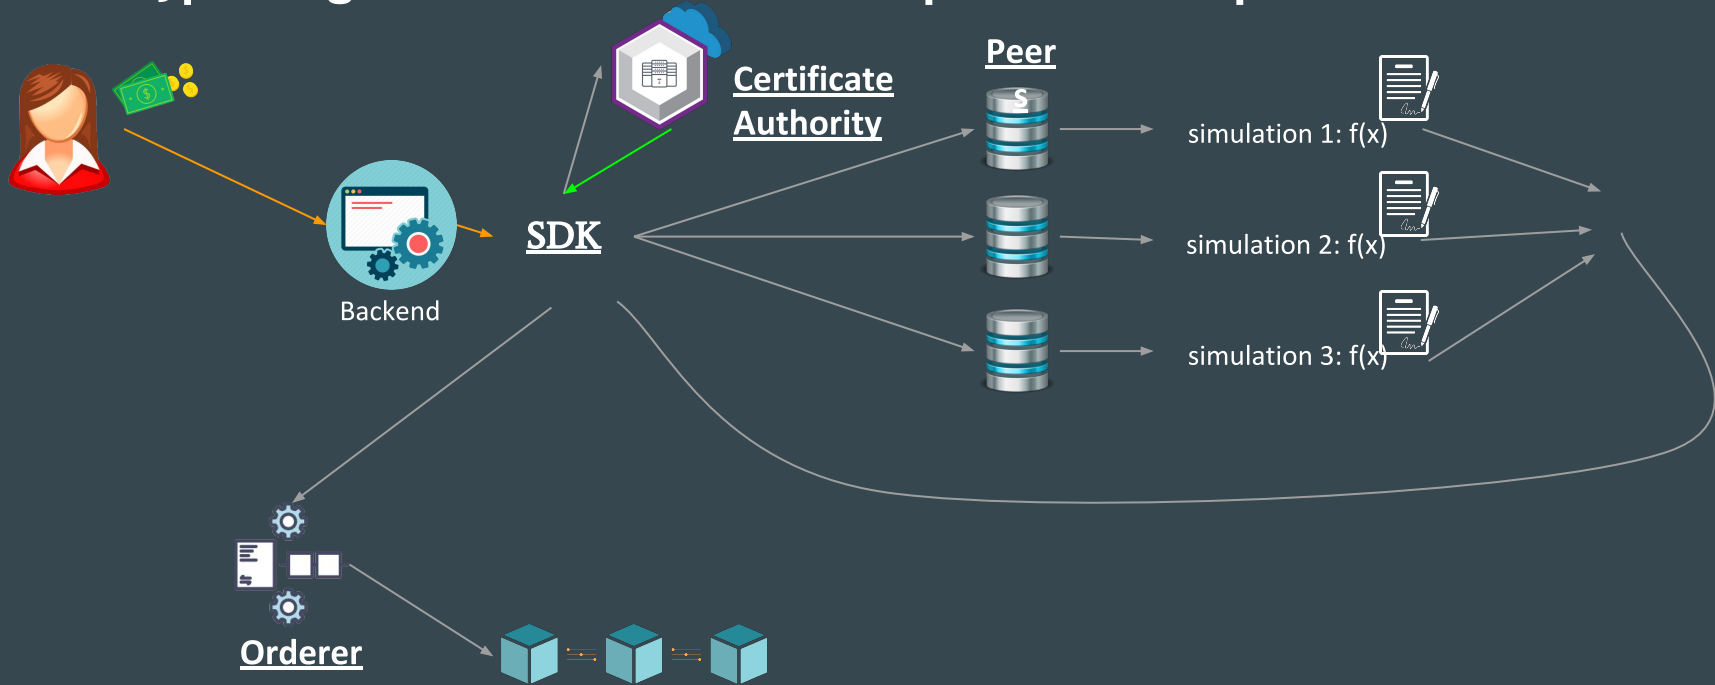 Peer
s
Certificate
Authority
simulation 1: f(x)
SDK
simulation 2: f(x)
Backend
simulation 3: f(x)
Orderer